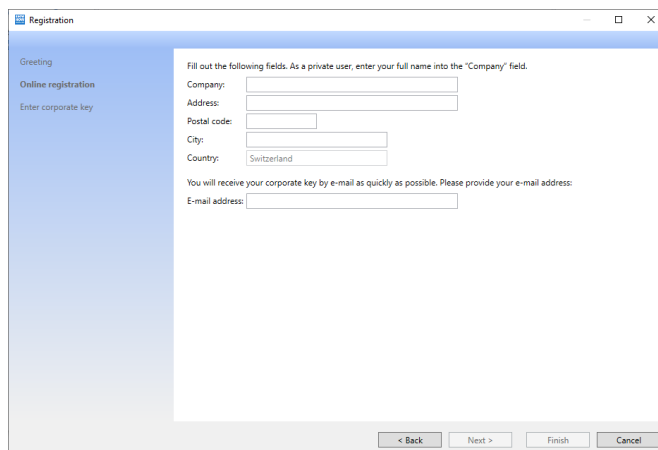 Registration
Greeting
Online registration
Enter corporate key
Fill out the following fields. As a private user, enter your full name into the "Company" field.
Company:
Address:
Postal code:
City:
Country: Switzerland
You will receive your corporate key by e-mail as quickly as possible. Please provide your e-mail address:
E-mail address:
< Back Next > Finish Cancel